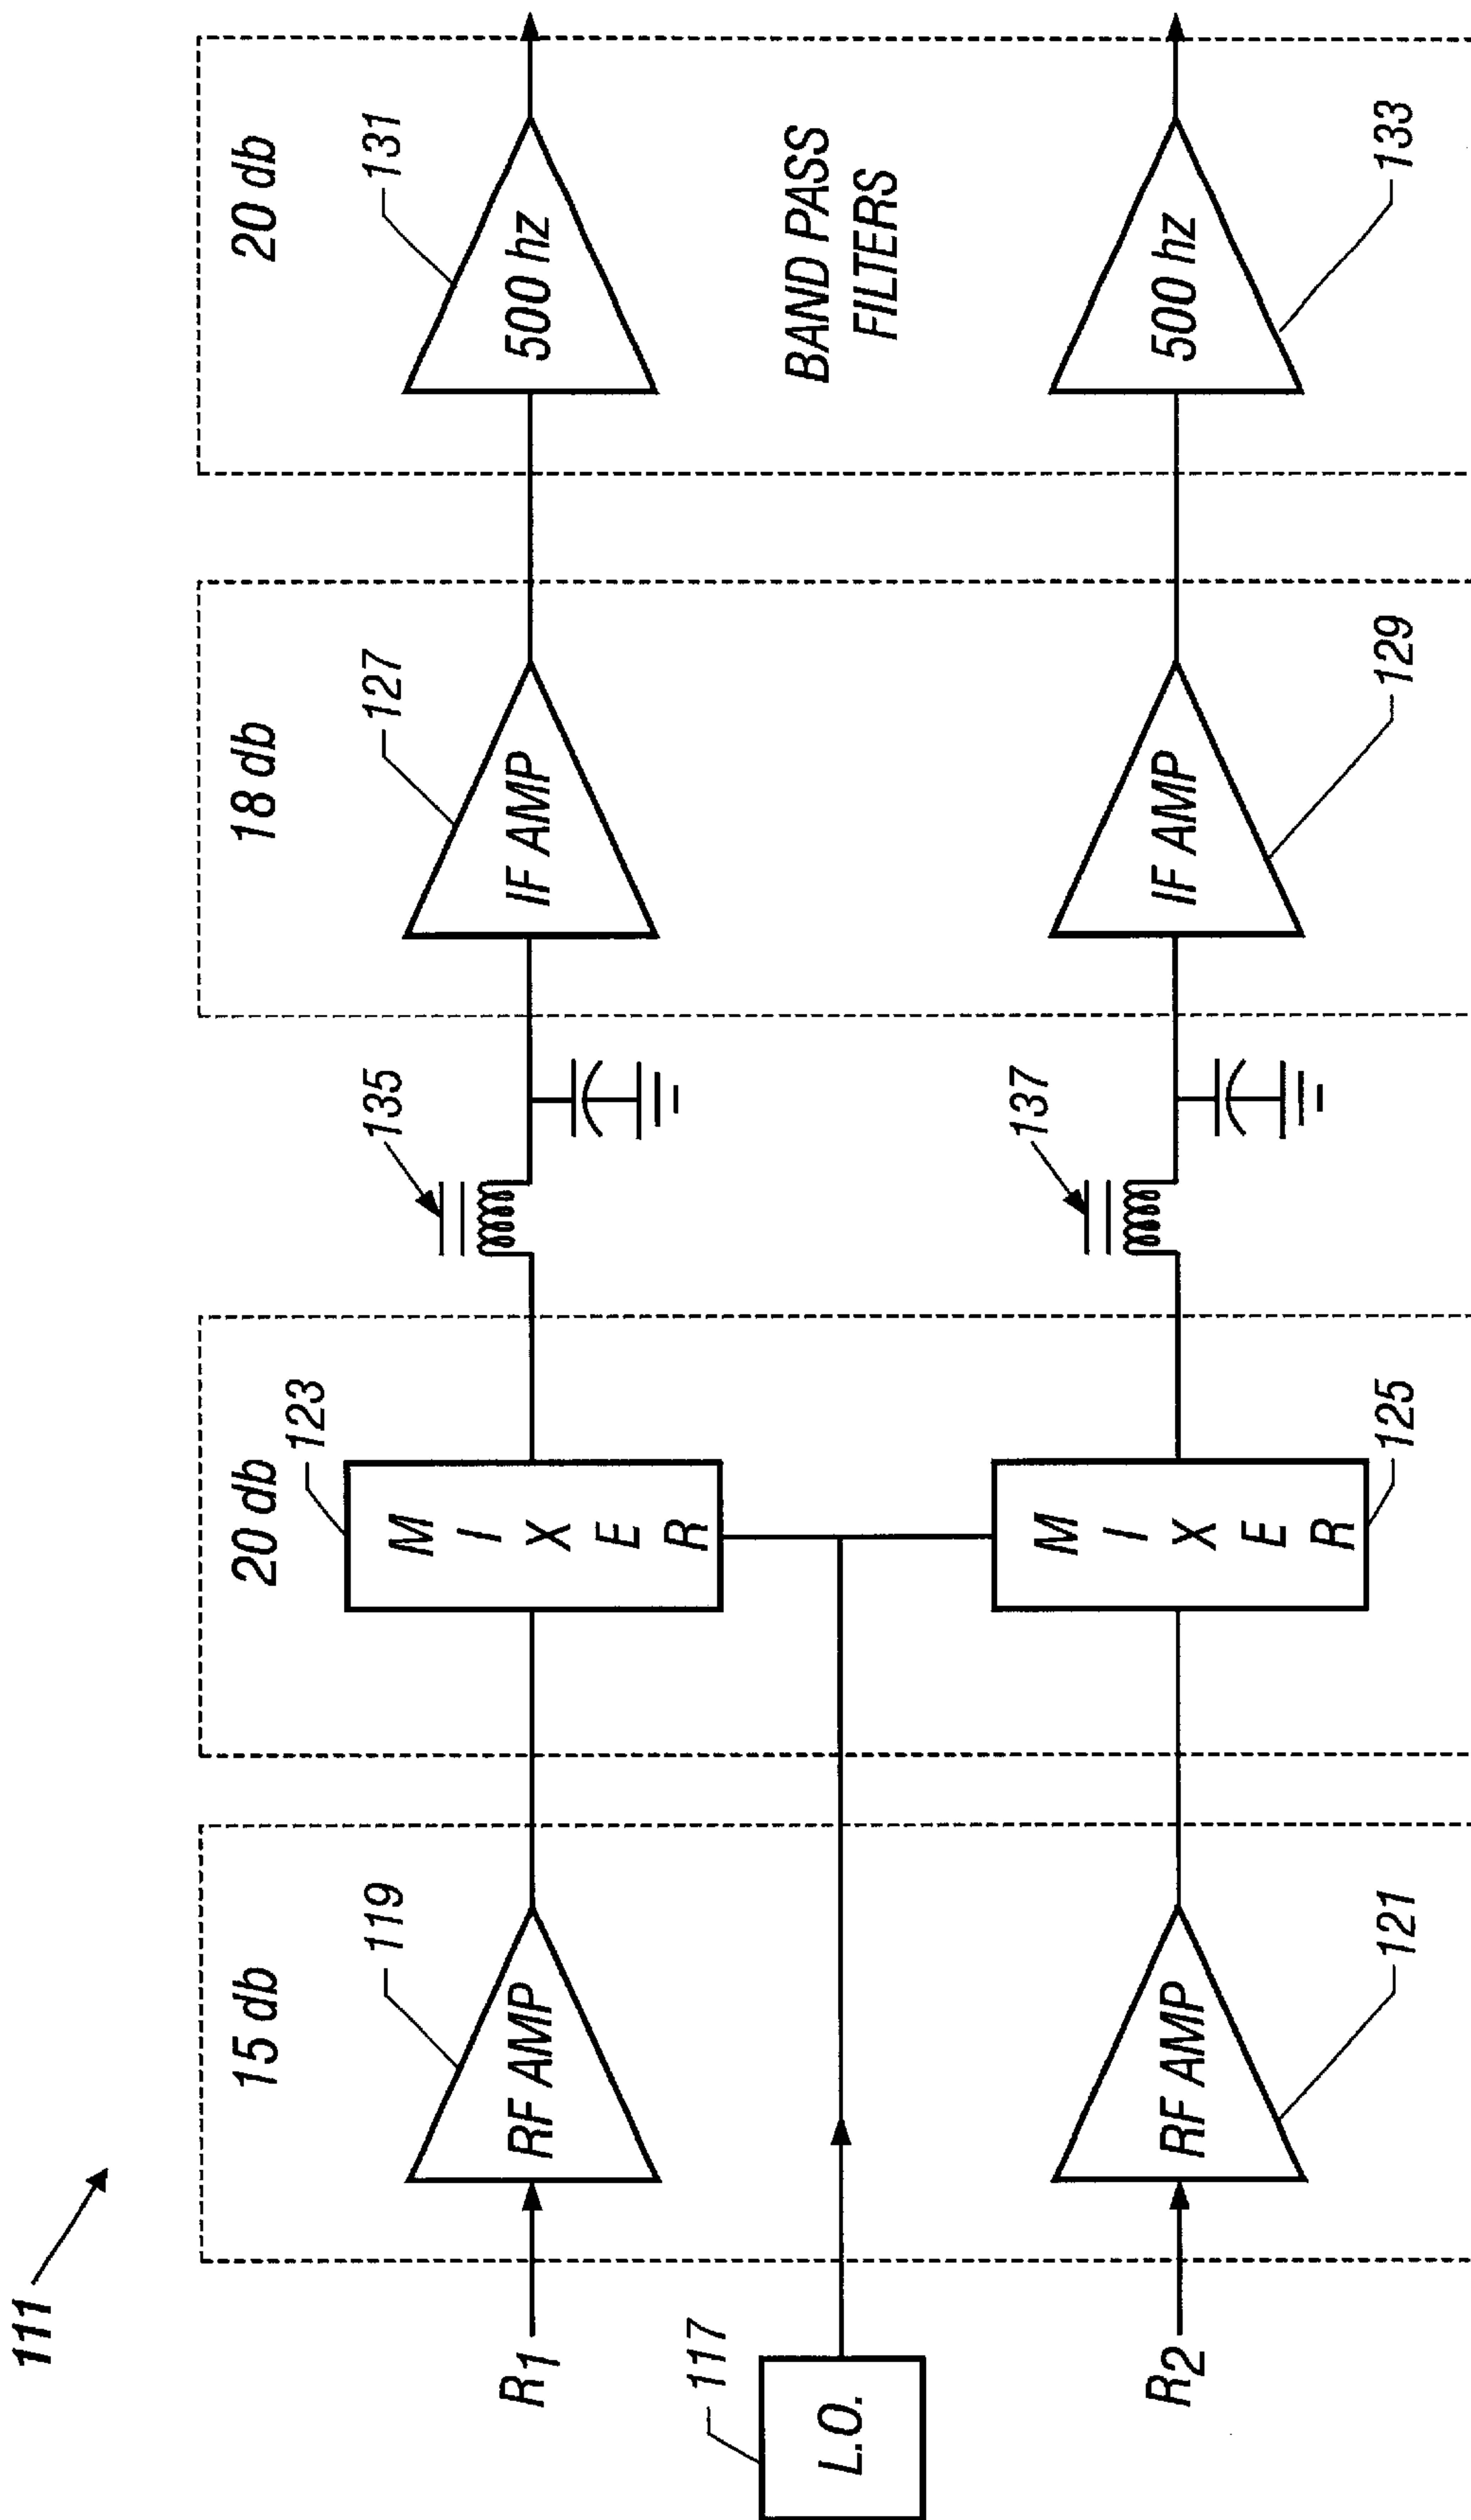 111
15 db
20 db
18 db
20 db
119
123
135
127
131
R1
RF AMP
MIXER
IF AMP
500 hz
117
L.O.
BAND PASS
FILTERS
137
R2
RF AMP
MIXER
IF AMP
500 hz
121
125
129
133